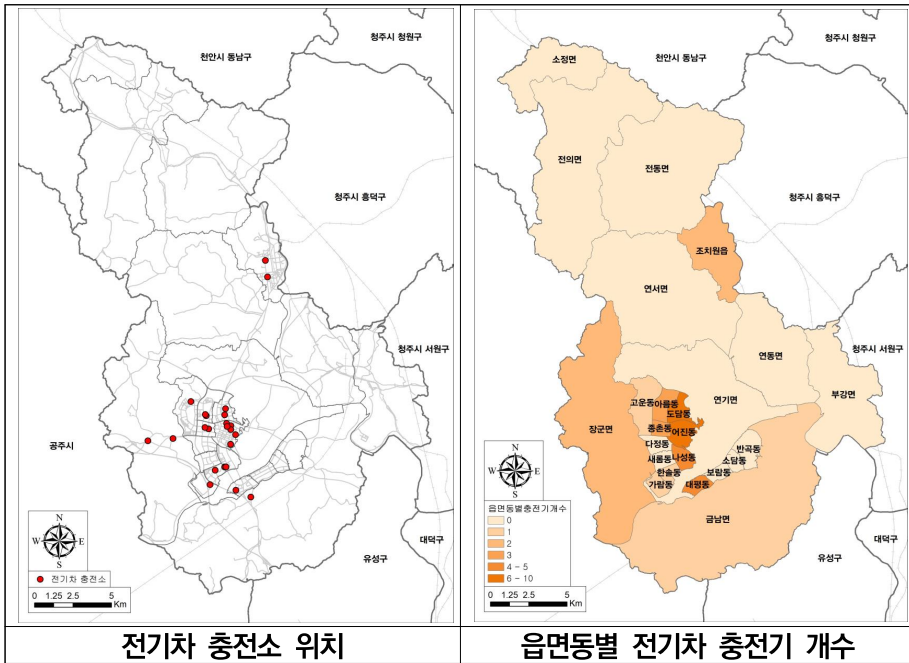 청주시 청원구
천안시 동남구
청주시 흥덕구
청주시 서원구
공주시
대덕구
유성구
N
W E
S
전기차 충전소
0 1.25 2.5 5
Km
전기차 충전소 위치
청주시 청원구
천안시 동남구
소정면
전의면
전동면
청주시 흥덕구
조치원읍
연서면
청주시 서원구
연동면
부강면
연기면
장군면
고운동
아름동
도담동
종촌동
어진동
다정동
반곡동
새롬동
나성동
소담동
한솔동
보람동
가람동
대평동
금남면
공주시
대덕구
유성구
N
W E
S
읍면동별충전기개수
0
1
2
3
4 - 5
6 - 10
0 1.25 2.5 5
Km
읍면동별 전기차 충전기 개수